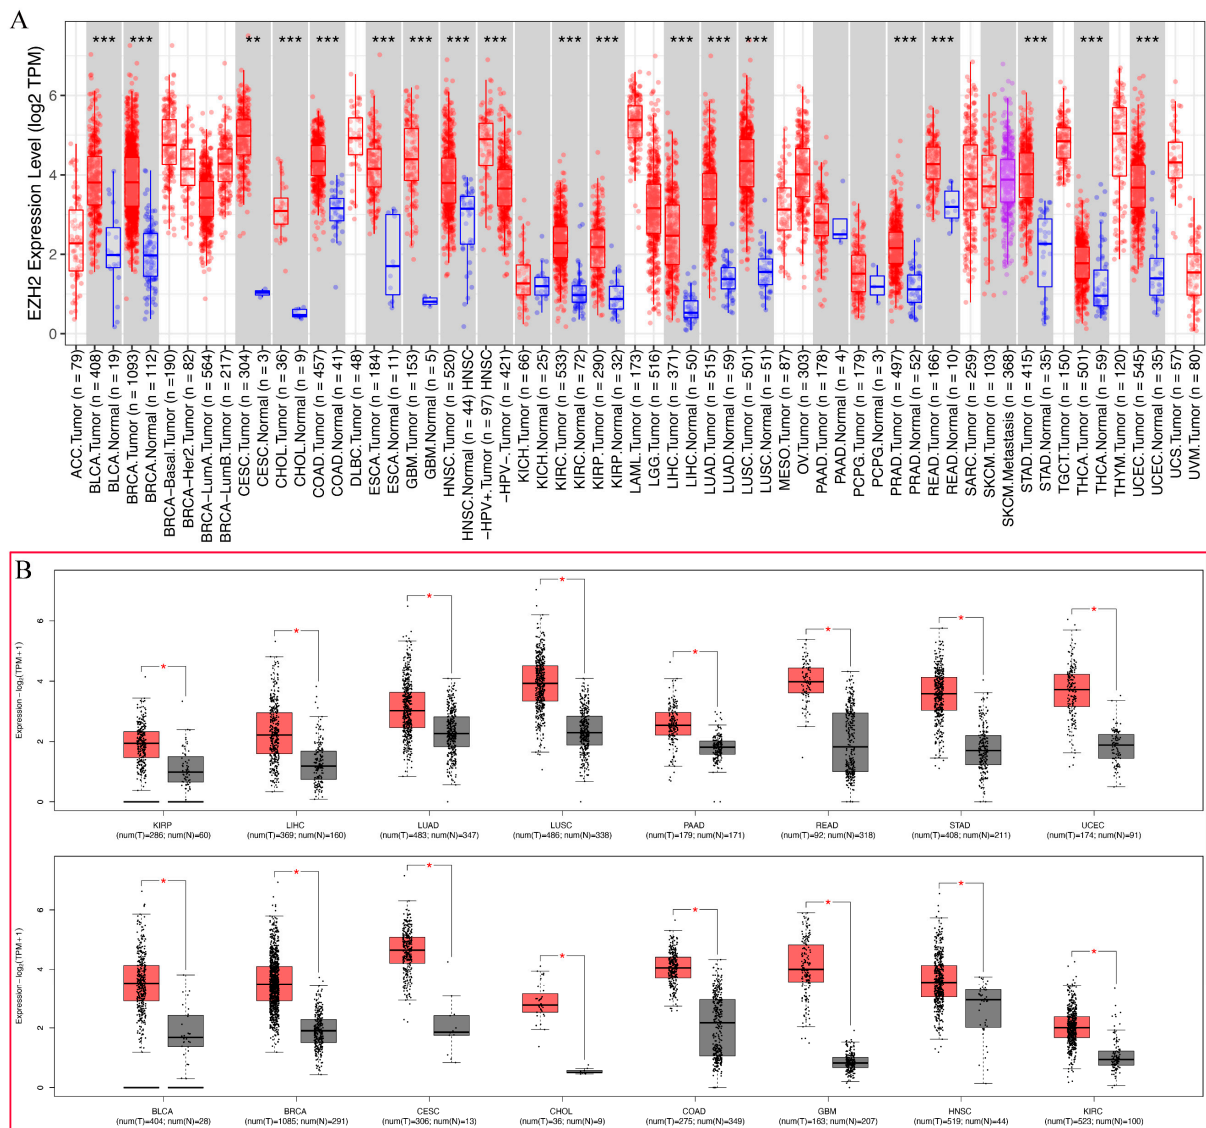 A
EZH2 Expression Level (log2 TPM)
6
4
2
0
** *** *** *** *** *** *** *** *** *** *** *** *** *** *** *** *** *** *** ***
ACC.Tumor (n = 79)
BLCA.Tumor (n = 408)
BLCA.Normal (n = 19)
BRCA.Tumor (n = 1093)
BRCA.Normal (n = 112)
BRCA−Basal.Tumor (n =190)
BRCA−Her2.Tumor (n = 82)
BRCA−LumA.Tumor (n = 564)
BRCA−LumB.Tumor (n = 217)
CESC.Tumor (n = 304)
CESC.Normal (n = 3)
CHOL.Tumor (n = 36)
CHOL.Normal (n = 9)
COAD.Tumor (n = 457)
COAD.Normal (n = 41)
DLBC.Tumor (n = 48)
ESCA.Tumor (n = 184)
ESCA.Normal (n = 11)
GBM.Tumor (n = 153)
GBM.Normal (n = 5)
HNSC.Tumor (n = 520)
HNSC.Normal (n = 44) HNSC
−HPV+.Tumor (n = 97) HNSC
−HPV−.Tumor (n = 421)
KICH.Tumor (n = 66)
KICH.Normal (n = 25)
KIRC.Tumor (n = 533)
KIRC.Normal (n = 72)
KIRP.Tumor (n = 290)
KIRP.Normal (n = 32)
LAML.Tumor (n = 173)
LGG.Tumor (n = 516)
LIHC.Tumor (n = 371)
LIHC.Normal (n = 50)
LUAD.Tumor (n = 515)
LUAD.Normal (n = 59)
LUSC.Tumor (n = 501)
LUSC.Normal (n = 51)
MESO.Tumor (n = 87)
OV.Tumor (n = 303)
PAAD.Tumor (n = 178)
PAAD.Normal (n = 4)
PCPG.Tumor (n = 179)
PCPG.Normal (n = 3)
PRAD.Tumor (n = 497)
PRAD.Normal (n = 52)
READ.Tumor (n = 166)
READ.Normal (n = 10)
SARC.Tumor (n = 259)
SKCM.Tumor (n = 103)
SKCM.Metastasis (n = 368)
STAD.Tumor (n = 415)
STAD.Normal (n = 35)
TGCT.Tumor (n = 150)
THCA.Tumor (n = 501)
THCA.Normal (n = 59)
THYM.Tumor (n = 120)
UCEC.Tumor (n = 545)
UCEC.Normal (n = 35)
UCS.Tumor (n = 57)
UVM.Tumor (n = 80)
B
Expression − log₂(TPM+1)
6
4
2
0
* * * * * * * *
KIRP LIHC LUAD LUSC PAAD READ STAD UCEC
(num(T)=286; num(N)=60) (num(T)=369; num(N)=160) (num(T)=483; num(N)=347) (num(T)=486; num(N)=338) (num(T)=179; num(N)=171) (num(T)=92; num(N)=318) (num(T)=408; num(N)=211) (num(T)=174; num(N)=91)
Expression − log₂(TPM+1)
6
4
2
0
* * * * * * * *
BLCA BRCA CESC CHOL COAD GBM HNSC KIRC
(num(T)=404; num(N)=28) (num(T)=1085; num(N)=291) (num(T)=306; num(N)=13) (num(T)=36; num(N)=9) (num(T)=275; num(N)=349) (num(T)=163; num(N)=207) (num(T)=519; num(N)=44) (num(T)=523; num(N)=100)